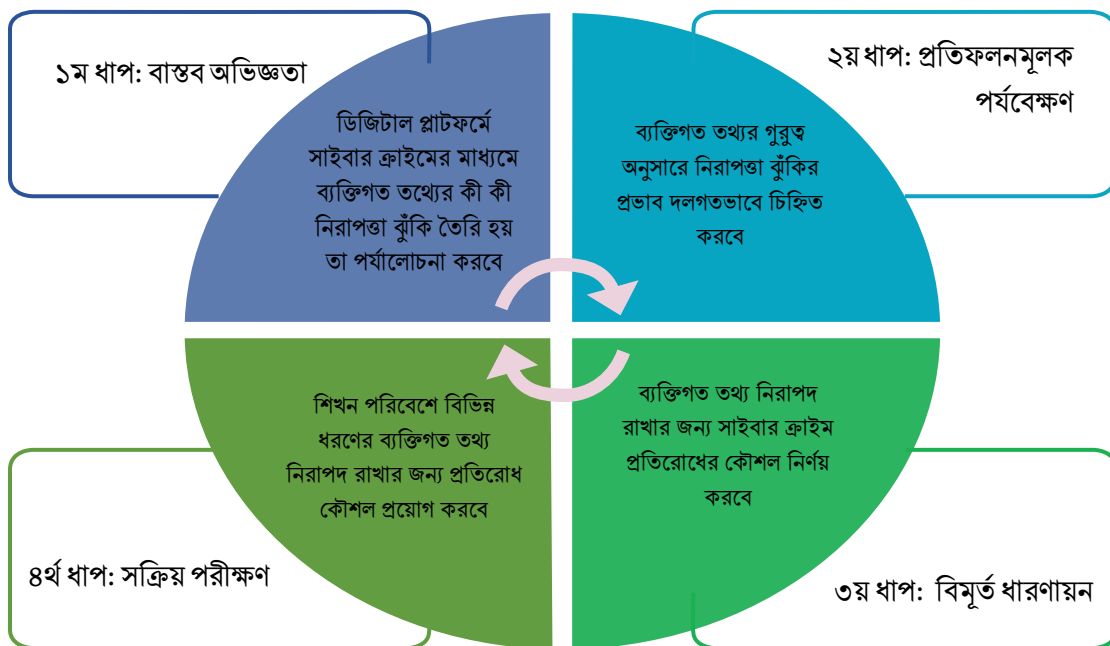 ১ম ধাপ: বাস্তব অভিজ্ঞতা
ডিজিটাল প্লাটফর্মে
সাইবার ক্রাইমের মাধ্যমে
ব্যক্তিগত তথ্যের কী কী
নিরাপত্তা ঝুঁকি তৈরি হয়
তা পর্যালোচনা করবে
২য় ধাপ: প্রতিফলনমূলক
পর্যবেক্ষণ
ব্যক্তিগত তথ্যর গুরুত্ব
অনুসারে নিরাপত্তা ঝুঁকির
প্রভাব দলগতভাবে চিহ্নিত
করবে
ব্যক্তিগত তথ্য নিরাপদ
রাখার জন্য সাইবার ক্রাইম
প্রতিরোধের কৌশল নির্ণয়
করবে
৩য় ধাপ: বিমূর্ত ধারণায়ন
শিখন পরিবেশে বিভিন্ন
ধরণের ব্যক্তিগত তথ্য
নিরাপদ রাখার জন্য প্রতিরোধ
কৌশল প্রয়োগ করবে
৪র্থ ধাপ: সক্রিয় পরীক্ষণ